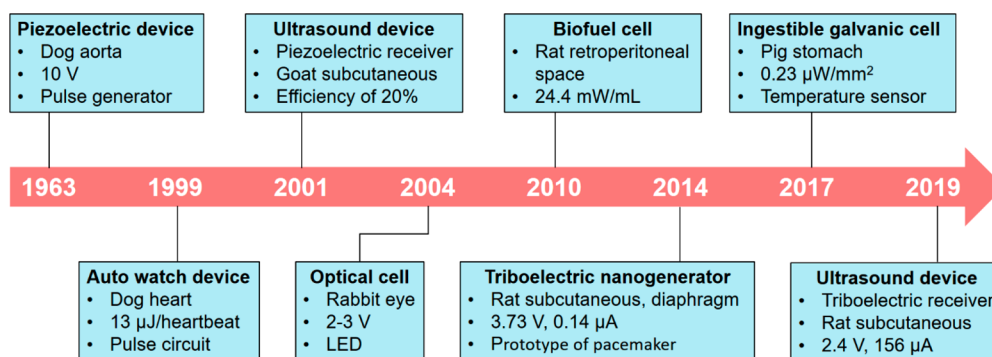 Piezoelectric device
• Dog aorta
• 10 V
• Pulse generator
Ultrasound device
• Piezoelectric receiver
• Goat subcutaneous
• Efficiency of 20%
Biofuel cell
• Rat retroperitoneal
space
• 24.4 mW/mL
Ingestible galvanic cell
• Pig stomach
• 0.23 µW/mm²
• Temperature sensor
1963 1999 2001 2004 2010 2014 2017 2019
Auto watch device
• Dog heart
• 13 µJ/heartbeat
• Pulse circuit
Optical cell
• Rabbit eye
• 2-3 V
• LED
Triboelectric nanogenerator
• Rat subcutaneous, diaphragm
• 3.73 V, 0.14 µA
• Prototype of pacemaker
Ultrasound device
• Triboelectric receiver
• Rat subcutaneous
• 2.4 V, 156 µA